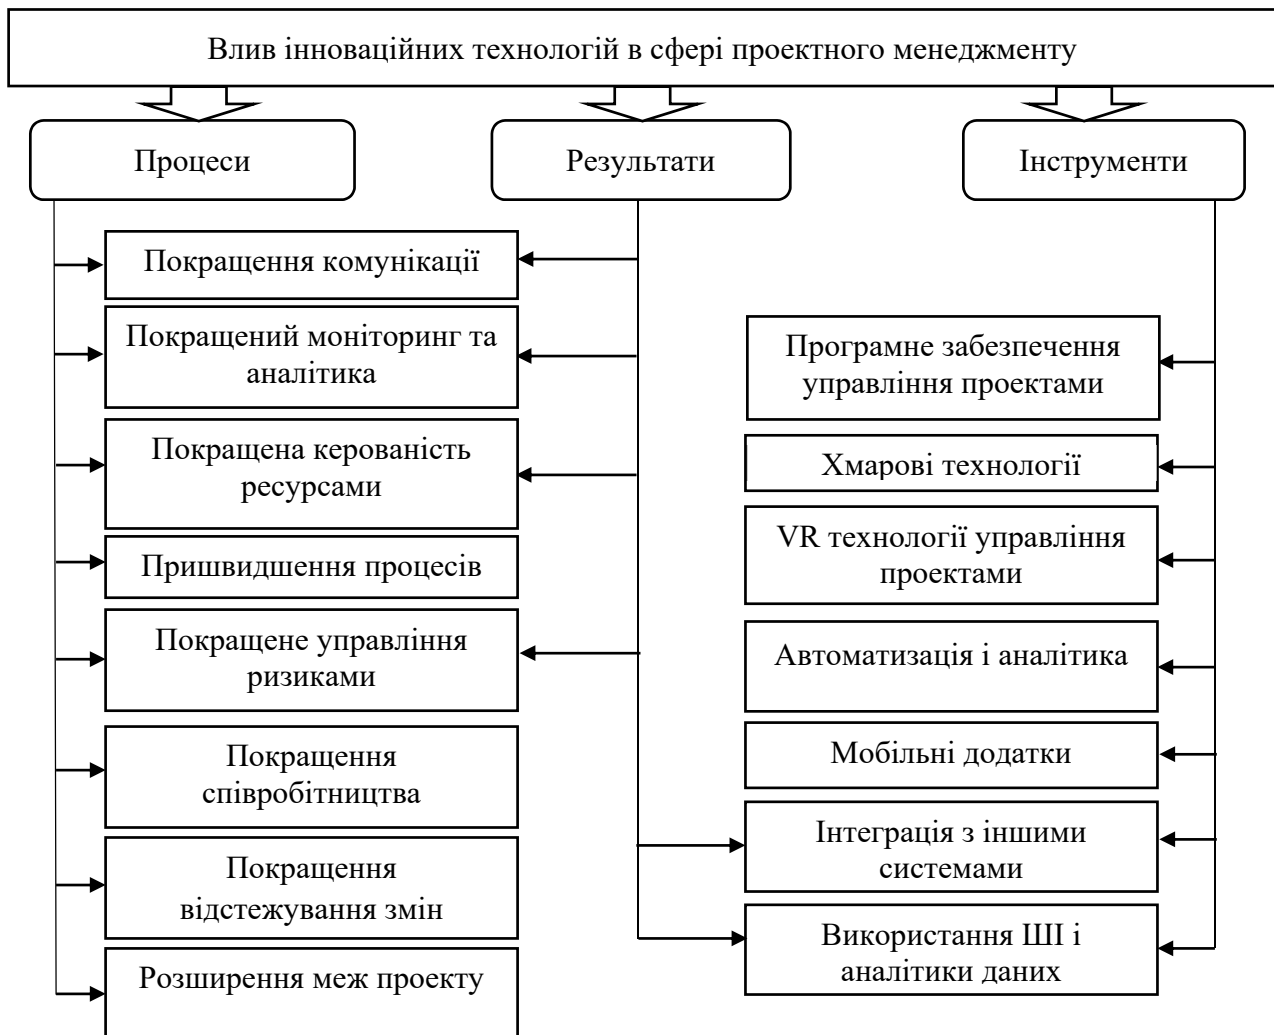 Влив інноваційних технологій в сфері проектного менеджменту
Процеси
Результати
Інструменти
Покращення комунікації
Покращений моніторинг та
аналітика
Покращена керованість
ресурсами
Пришвидшення процесів
Покращене управління
ризиками
Покращення
співробітництва
Покращення
відстежування змін
Розширення меж проекту
Програмне забезпечення
управління проектами
Хмарові технології
VR технології управління
проектами
Автоматизація і аналітика
Мобільні додатки
Інтеграція з іншими
системами
Використання ШІ і
аналітики даних